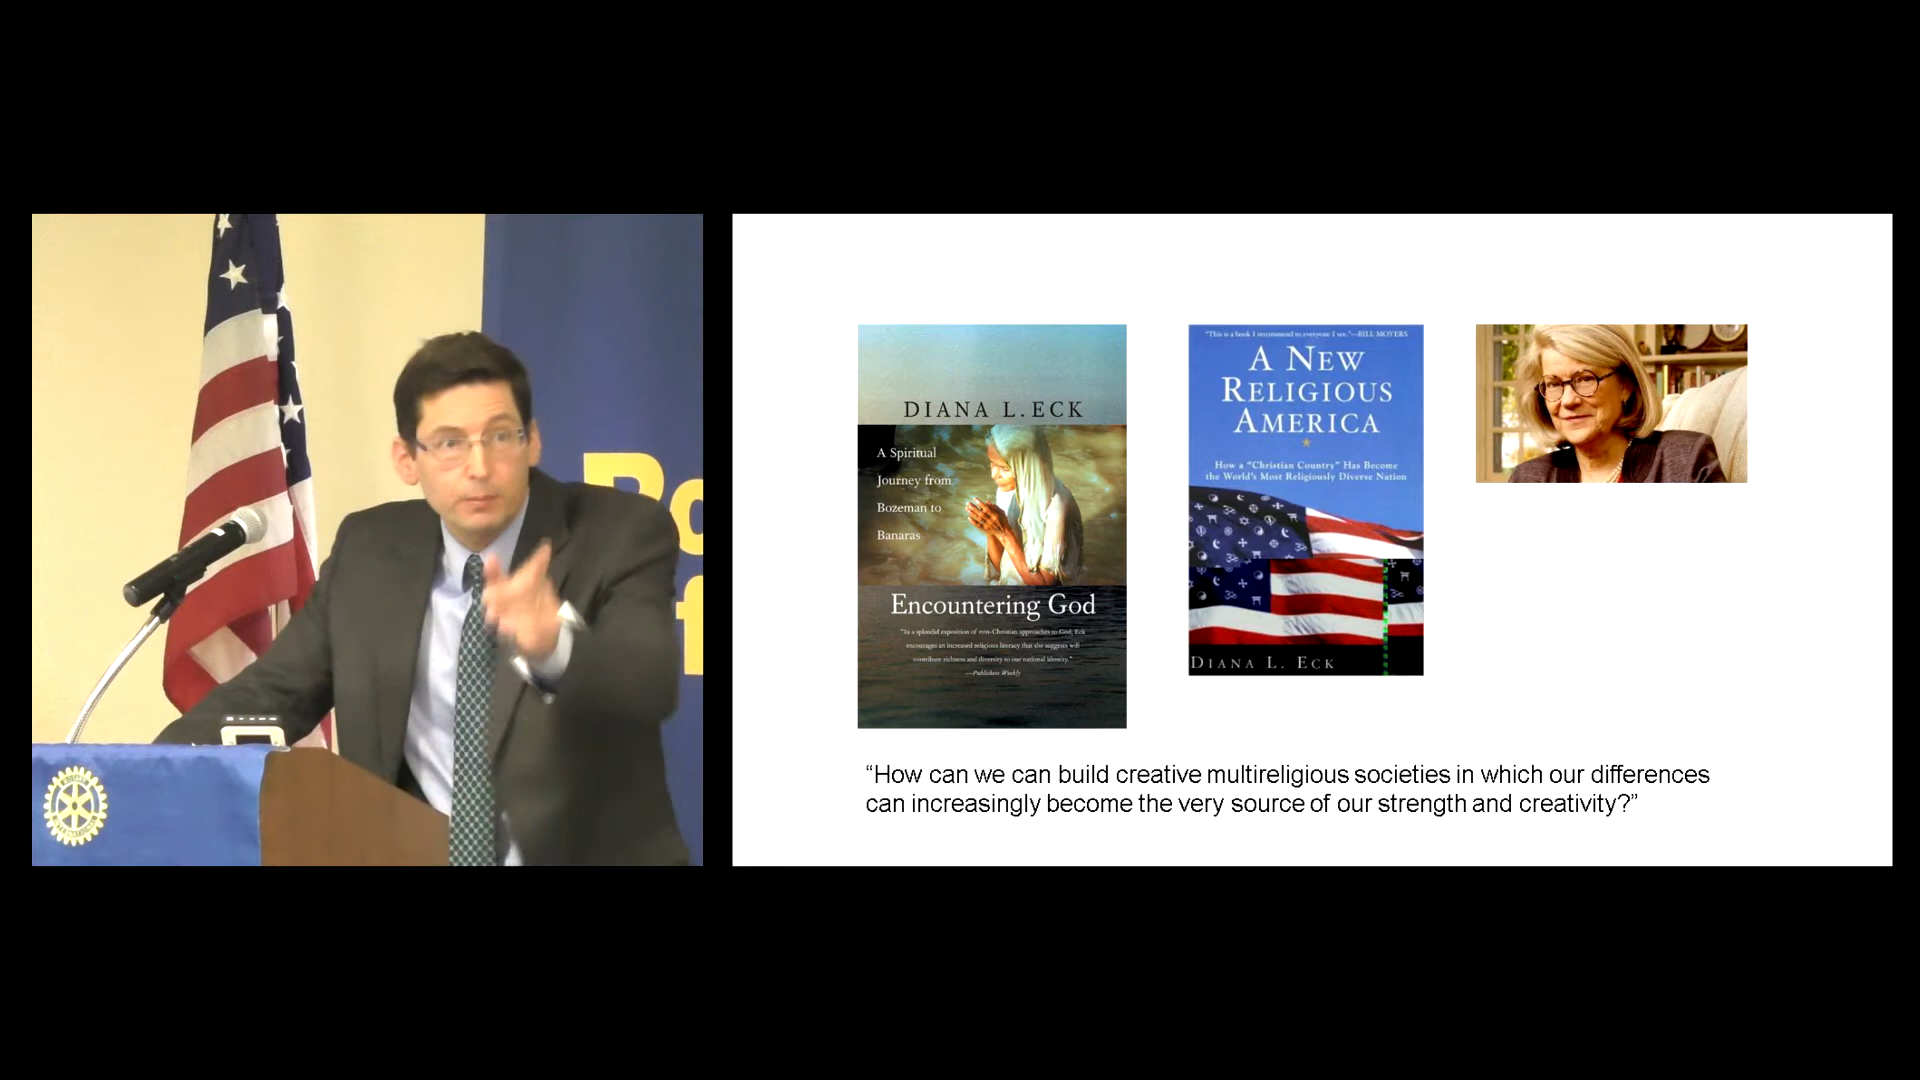 Ro
f
DIANA L. ECK
A Spiritual
Journey from
Bozeman to
Banaras
Encountering God
"In a splendid exposition of non-Christian approaches to God, Eck
encourages an increased religious literacy that she suggests will
contribute richness and diversity to our national identity."
—Publishers Weekly
"This is a book I recommend to everyone I see."—BILL MOYERS
A NEW
RELIGIOUS
AMERICA
How a "Christian Country" Has Become
the World's Most Religiously Diverse Nation
DIANA L. ECK
“How can we can build creative multireligious societies in which our differences
can increasingly become the very source of our strength and creativity?”